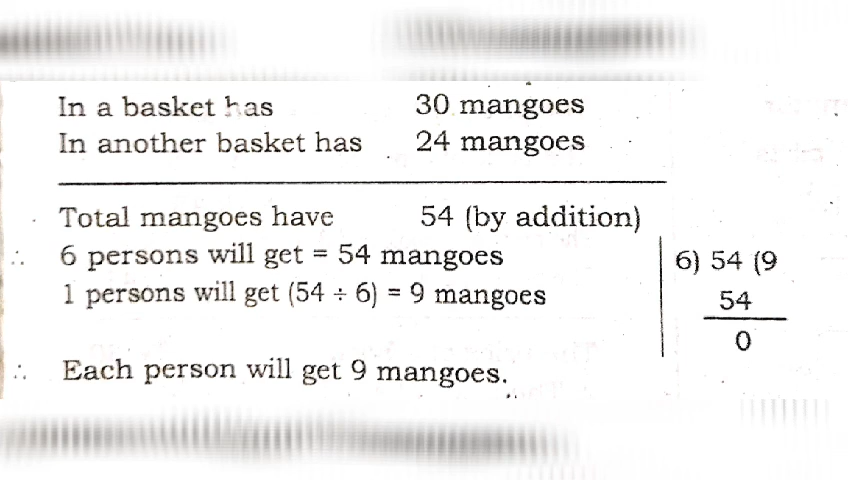 In a basket has 30 mangoes
In another basket has 24 mangoes
Total mangoes have 54 (by addition)
∴ 6 persons will get = 54 mangoes
1 persons will get (54 ÷ 6) = 9 mangoes
6) 54 (9
54
0
∴ Each person will get 9 mangoes.